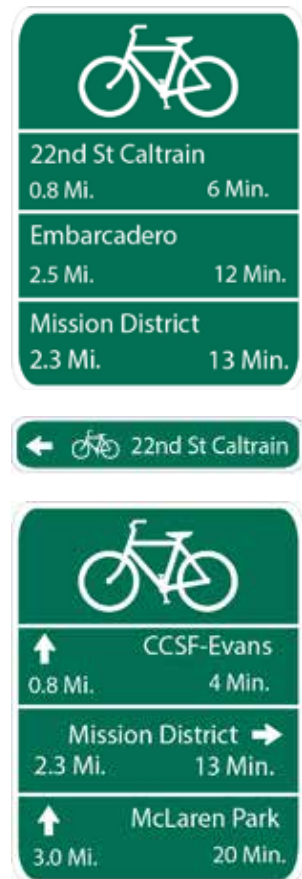 22nd St Caltrain
0.8 Mi. 6 Min.
Embarcadero
2.5 Mi. 12 Min.
Mission District
2.3 Mi. 13 Min.
22nd St Caltrain
CCSF-Evans
0.8 Mi. 4 Min.
Mission District
2.3 Mi. 13 Min.
McLaren Park
3.0 Mi. 20 Min.